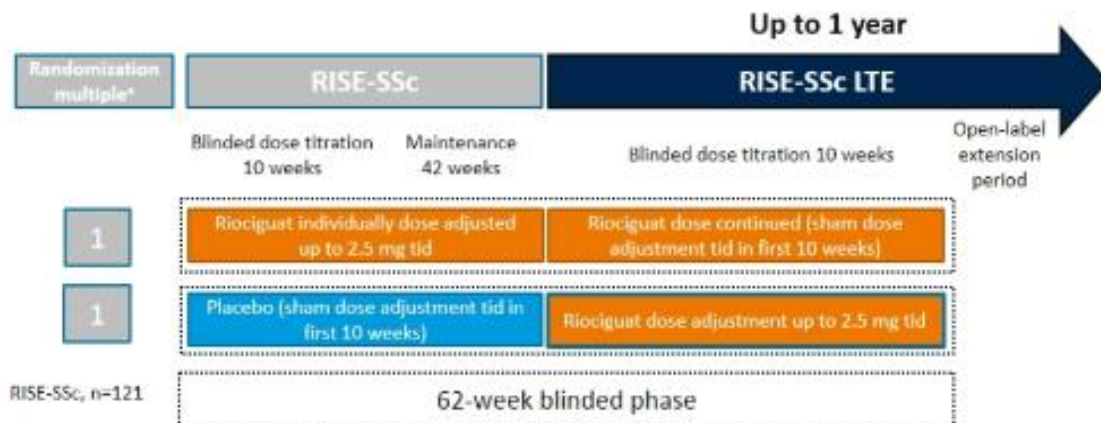 Up to 1 year
Randomization
multiple*
RISE-SSc
RISE-SSc LTE
Blinded dose titration
10 weeks
Maintenance
42 weeks
Blinded dose titration 10 weeks
Open-label
extension
period
1
Riociguat individually dose adjusted
up to 2.5 mg tid
Riociguat dose continued (sham dose
adjustment tid in first 10 weeks)
1
Placebo (sham dose adjustment tid in
first 10 weeks)
Riociguat dose adjustment up to 2.5 mg tid
RISE-SSc, n=121
62-week blinded phase